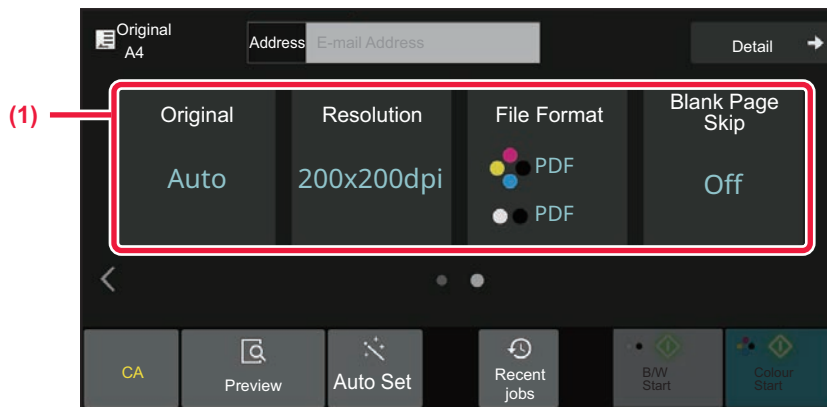 Original
A4
Address
E-mail Address
Detail
(1)
Original
Resolution
File Format
Blank Page
Skip
Auto
200x200dpi
PDF
PDF
Off
CA
Preview
Auto Set
Recent
jobs
B/W
Start
Colour
Start